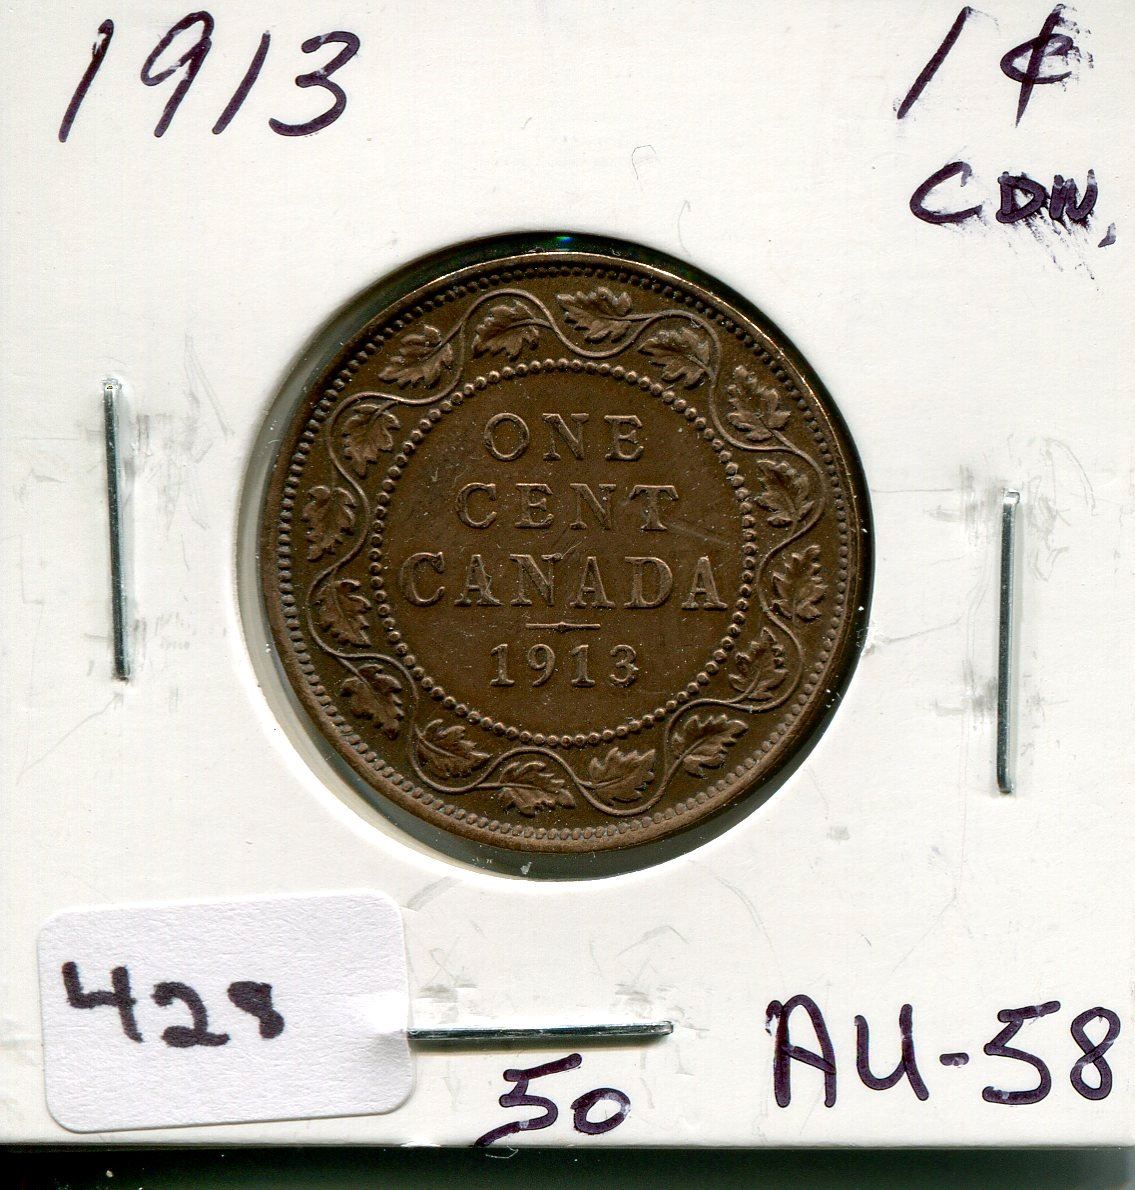 1913
1¢
CDN.
ONE
CENT
CANADA
1913
428
50
AU-58